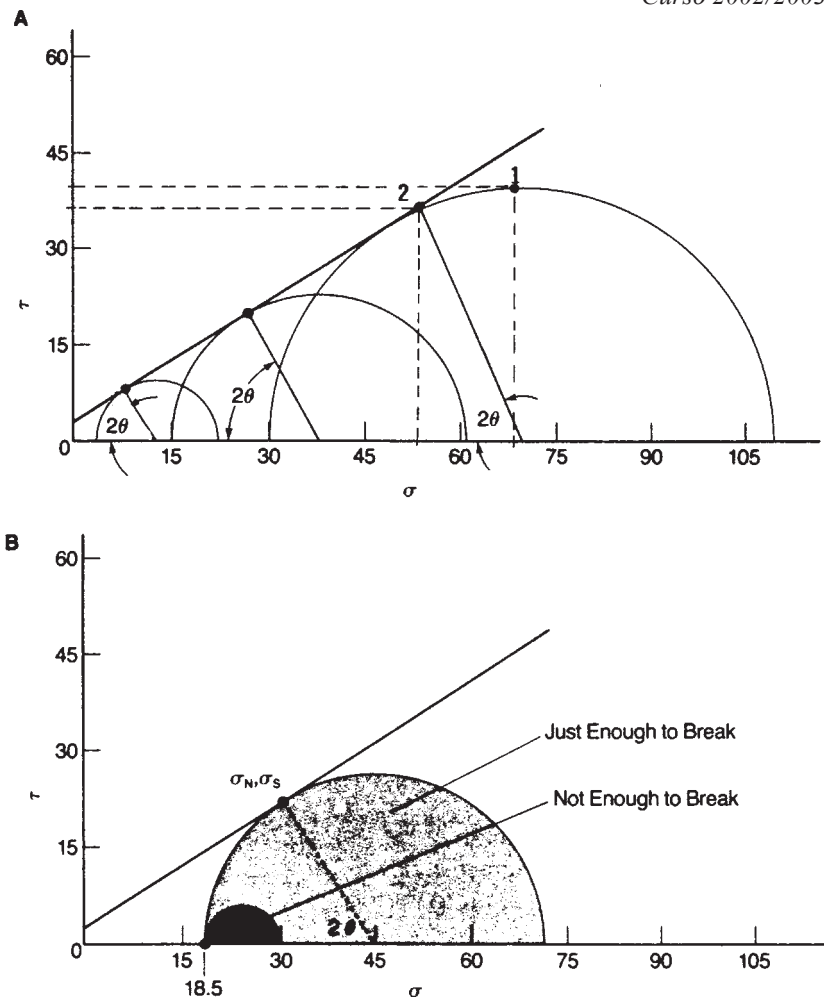 Curso 2002/2003
A
60
45
30
15
0
τ
2
1
2θ
2θ
2θ
15
30
45
60
75
90
105
σ
B
60
45
30
15
0
τ
σN,σS
Just Enough to Break
Not Enough to Break
2θ
15
30
45
60
75
90
105
18.5
σ